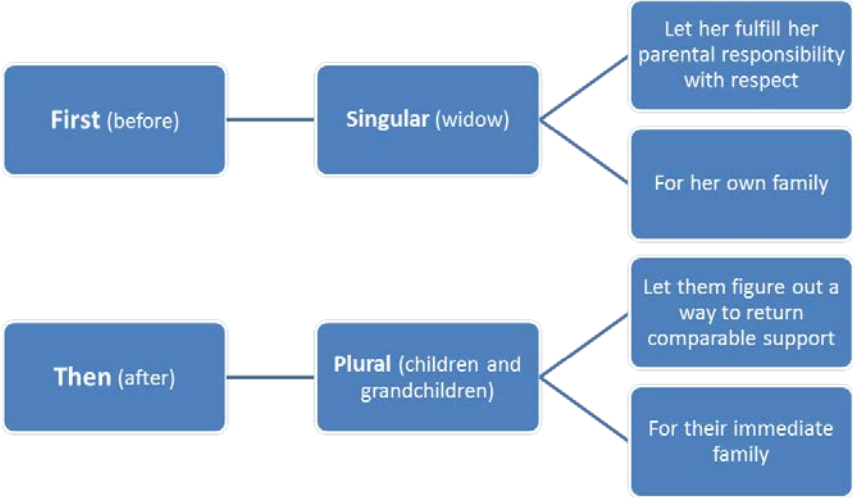 First (before)
Singular (widow)
Let her fulfill her
parental responsibility
with respect
For her own family
Then (after)
Plural (children and
grandchildren)
Let them figure out a
way to return
comparable support
For their immediate
family